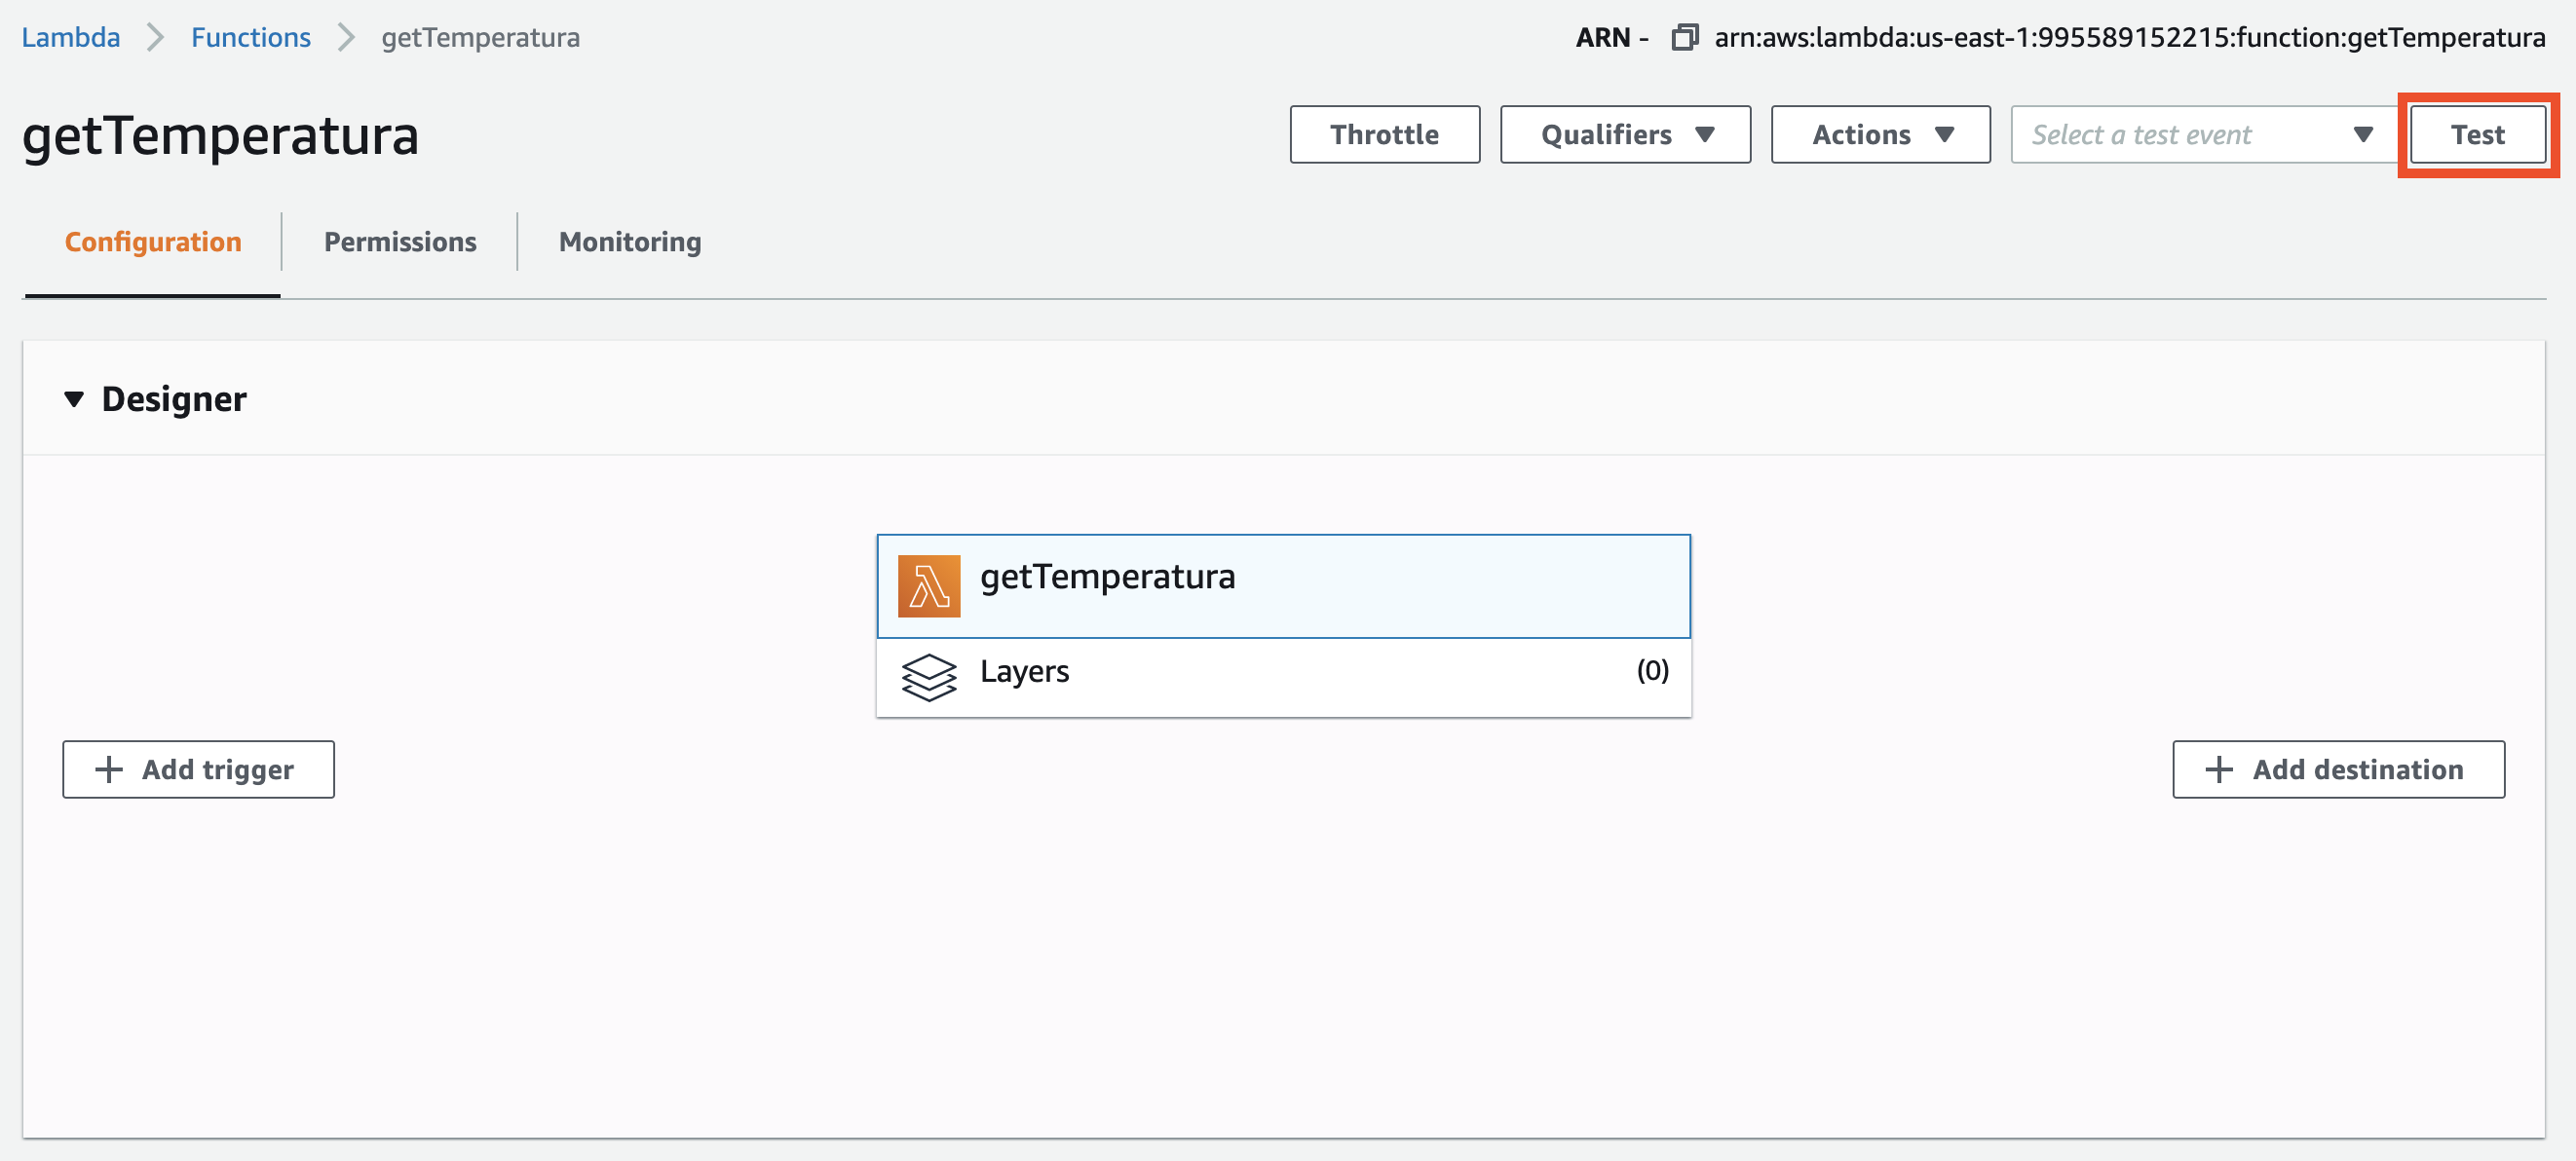 Lambda Functions getTemperatura
ARN - arn:aws:lambda:us-east-1:995589152215:function:getTemperatura
getTemperatura
Throttle Qualifiers Actions Select a test event Test
Configuration Permissions Monitoring
Designer
getTemperatura
Layers (0)
Add trigger Add destination